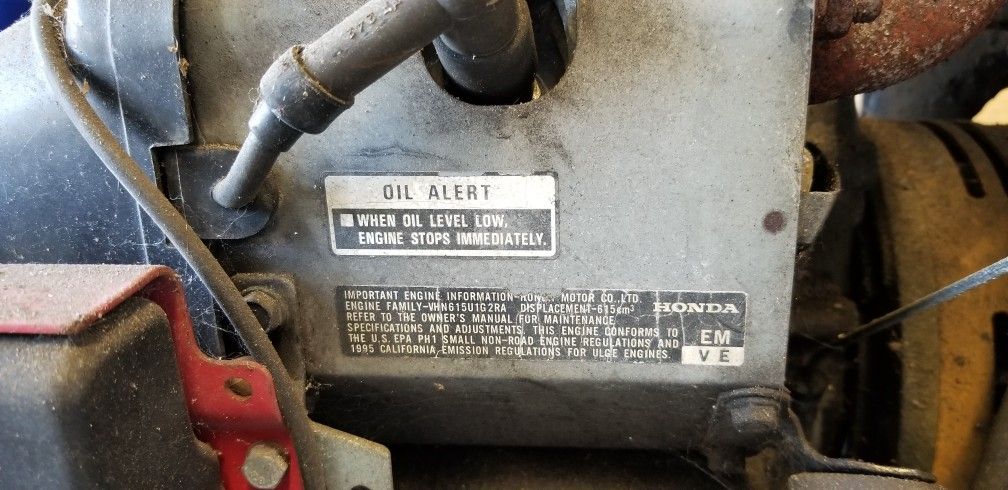 OIL ALERT
WHEN OIL LEVEL LOW,
ENGINE STOPS IMMEDIATELY.
IMPORTANT ENGINE INFORMATION-HONDA MOTOR CO.,LTD
ENGINE FAMILY-VHN615U1G2RA DISPLACEMENT-615cm³
REFER TO THE OWNER'S MANUAL FOR MAINTENANCE
SPECIFICATIONS AND ADJUSTMENTS. THIS ENGINE CONFORMS TO
THE U.S. EPA PH1 SMALL NON-ROAD ENGINE REGULATIONS AND
1995 CALIFORNIA EMISSION REGULATIONS FOR ULGE ENGINES.
HONDA
EM
VE